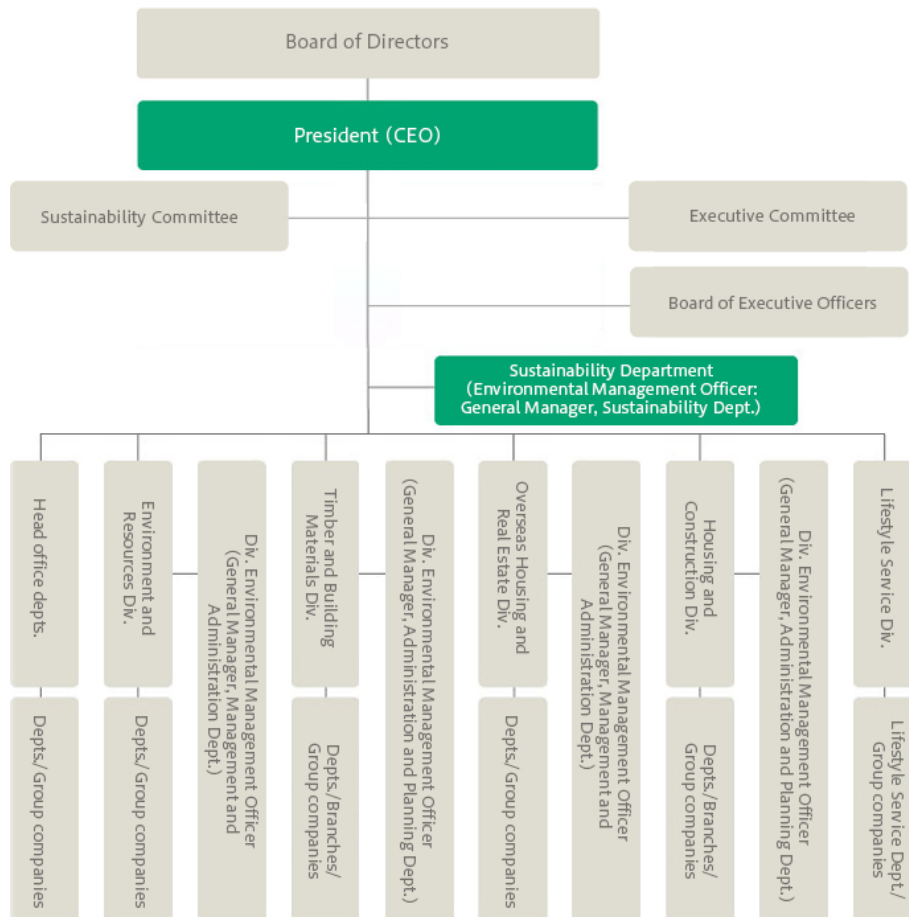 Board of Directors
President (CEO)
Sustainability Committee
Executive Committee
Board of Executive Officers
Sustainability Department
(Environmental Management Officer:
General Manager, Sustainability Dept.)
Head office depts.
Environment and
Resources Div.
Div. Environmental Management Officer
(General Manager, Management and
Administration Dept.)
Timber and Building
Materials Div.
Div. Environmental Management Officer
(General Manager, Administration and Planning Dept.)
Overseas Housing and
Real Estate Div.
Div. Environmental Management Officer
(General Manager, Management and
Administration Dept.)
Housing and
Construction Div.
Div. Environmental Management Officer
(General Manager, Administration and Planning Dept.)
Lifestyle Service Div.
Depts./Group companies
Depts./Group companies
Depts./Branches/
Group companies
Depts./Group companies
Depts./Branches/
Group companies
Lifestyle Service Dept./
Group companies